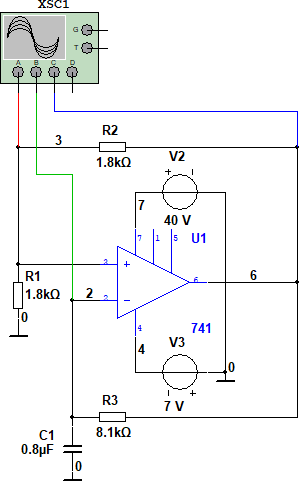 XSC1
G
T
A B C D
3
R2
1.8kΩ
V2
+ −
7
40 V
U1
7 1 5
3
+
R1
1.8kΩ
6
6
2
2
−
0
4
741
4
V3
0
− +
7 V
R3
8.1kΩ
C1
0.8µF
0